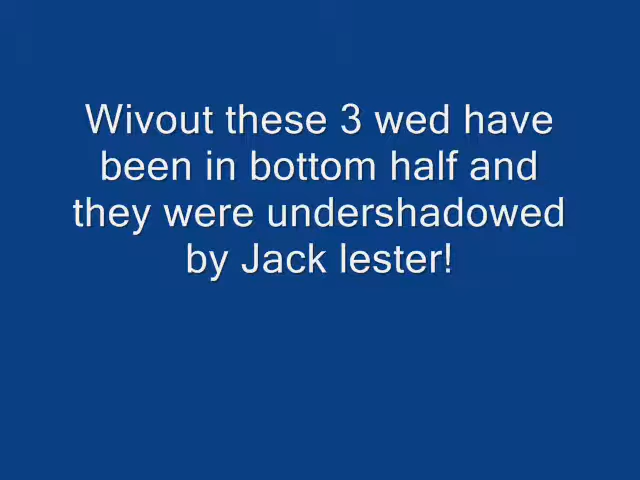 Wivout these 3 wed have
been in bottom half and
they were undershadowed
by Jack lester!